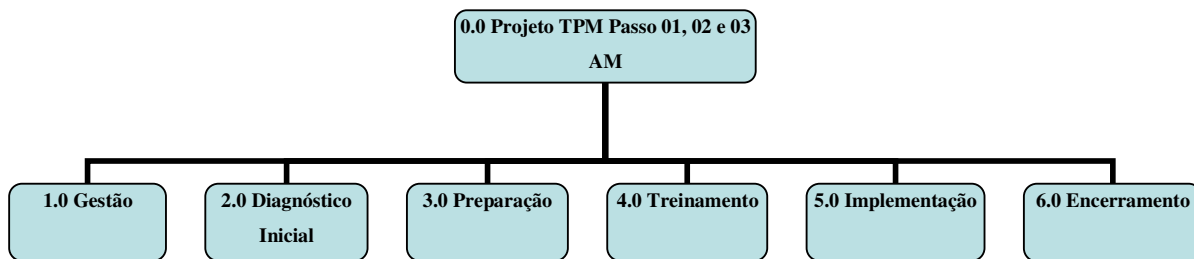 0.0 Projeto TPM Passo 01, 02 e 03
AM
1.0 Gestão
2.0 Diagnóstico
Inicial
3.0 Preparação
4.0 Treinamento
5.0 Implementação
6.0 Encerramento